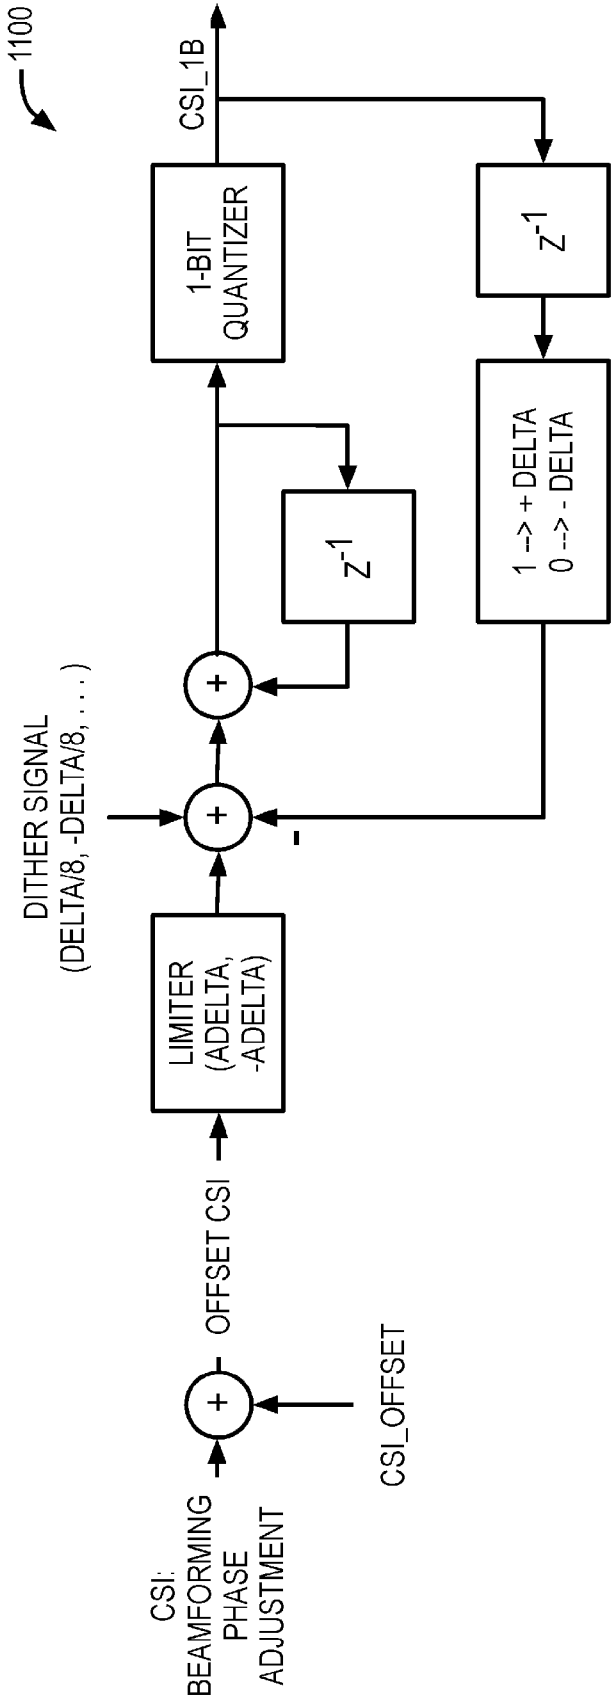 1100
CSI:
BEAMFORMING
PHASE
ADJUSTMENT
+
CSI_OFFSET
OFFSET CSI
LIMITER
(ADELTA,
-ADELTA)
DITHER SIGNAL
(DELTA/8, -DELTA/8, . . . )
+
-
+
z-1
1-BIT
QUANTIZER
CSI_1B
z-1
1 --> + DELTA
0 --> - DELTA